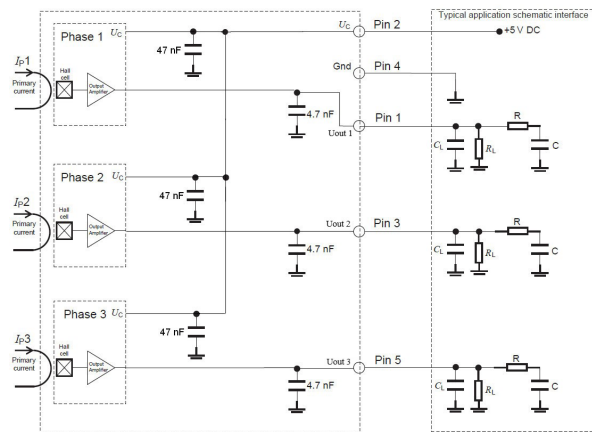 Typical application schematic interface
Phase 1 UC
UC Pin 2
+5 V DC
47 nF
IP1
Primary current
Hall cell
Output Amplifier
Gnd Pin 4
4.7 nF
Uout 1 Pin 1
R
CL
RL
C
Phase 2 UC
47 nF
IP2
Primary current
Hall cell
Output Amplifier
Uout 2 Pin 3
4.7 nF
R
CL
RL
C
Phase 3 UC
47 nF
IP3
Primary current
Hall cell
Output Amplifier
Uout 3 Pin 5
4.7 nF
R
CL
RL
C